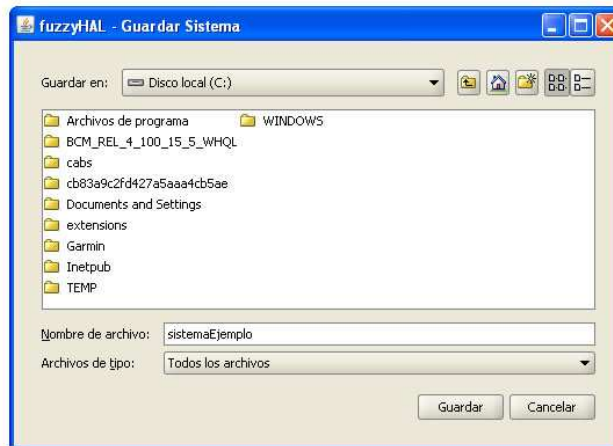 fuzzyHAL - Guardar Sistema
Guardar en: Disco local (C:)
Archivos de programa WINDOWS
BCM_REL_4_100_15_5_WHQL
cabs
cb83a9c2fd427a5aaa4cb5ae
Documents and Settings
extensions
Garmin
Inetpub
TEMP
Nombre de archivo: sistemaEjemplo
Archivos de tipo: Todos los archivos
Guardar Cancelar